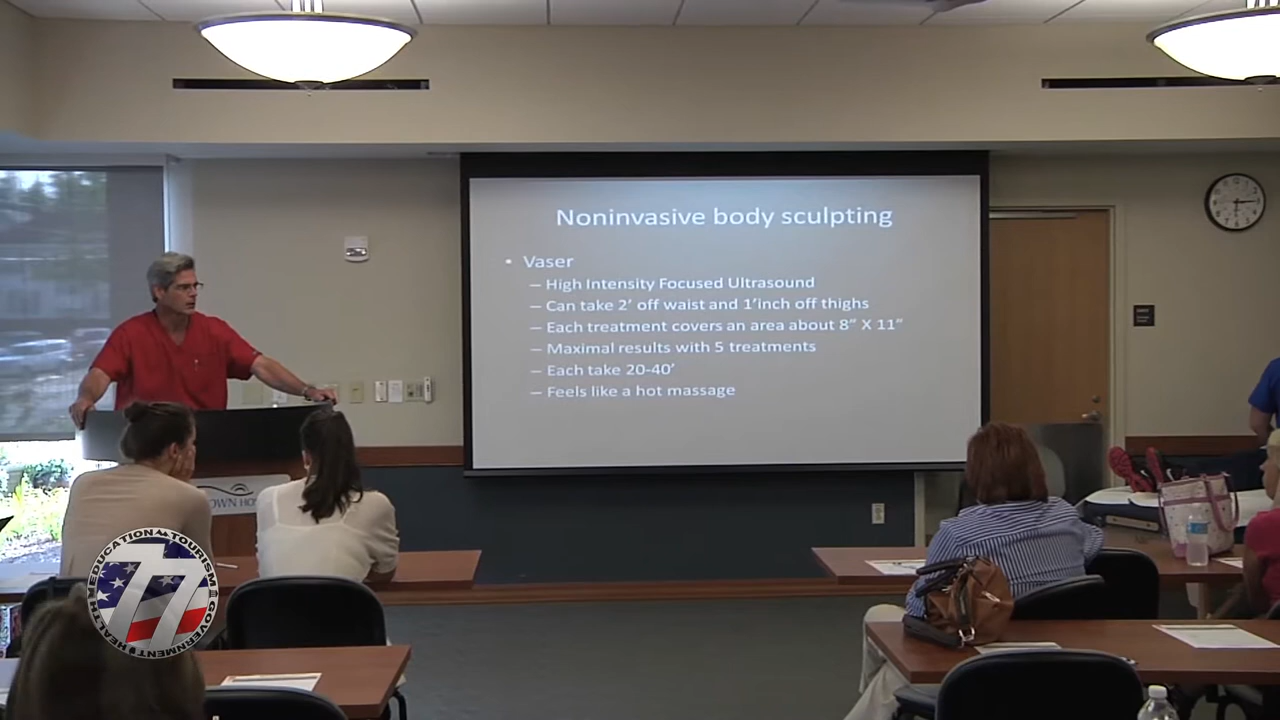 Noninvasive body sculpting
• Vaser
– High Intensity Focused Ultrasound
– Can take 2’ off waist and 1’inch off thighs
– Each treatment covers an area about 8” X 11”
– Maximal results with 5 treatments
– Each take 20-40’
– Feels like a hot massage
OWN HO
HEALTH EDUCATION TOURISM GOVERNMENT
77